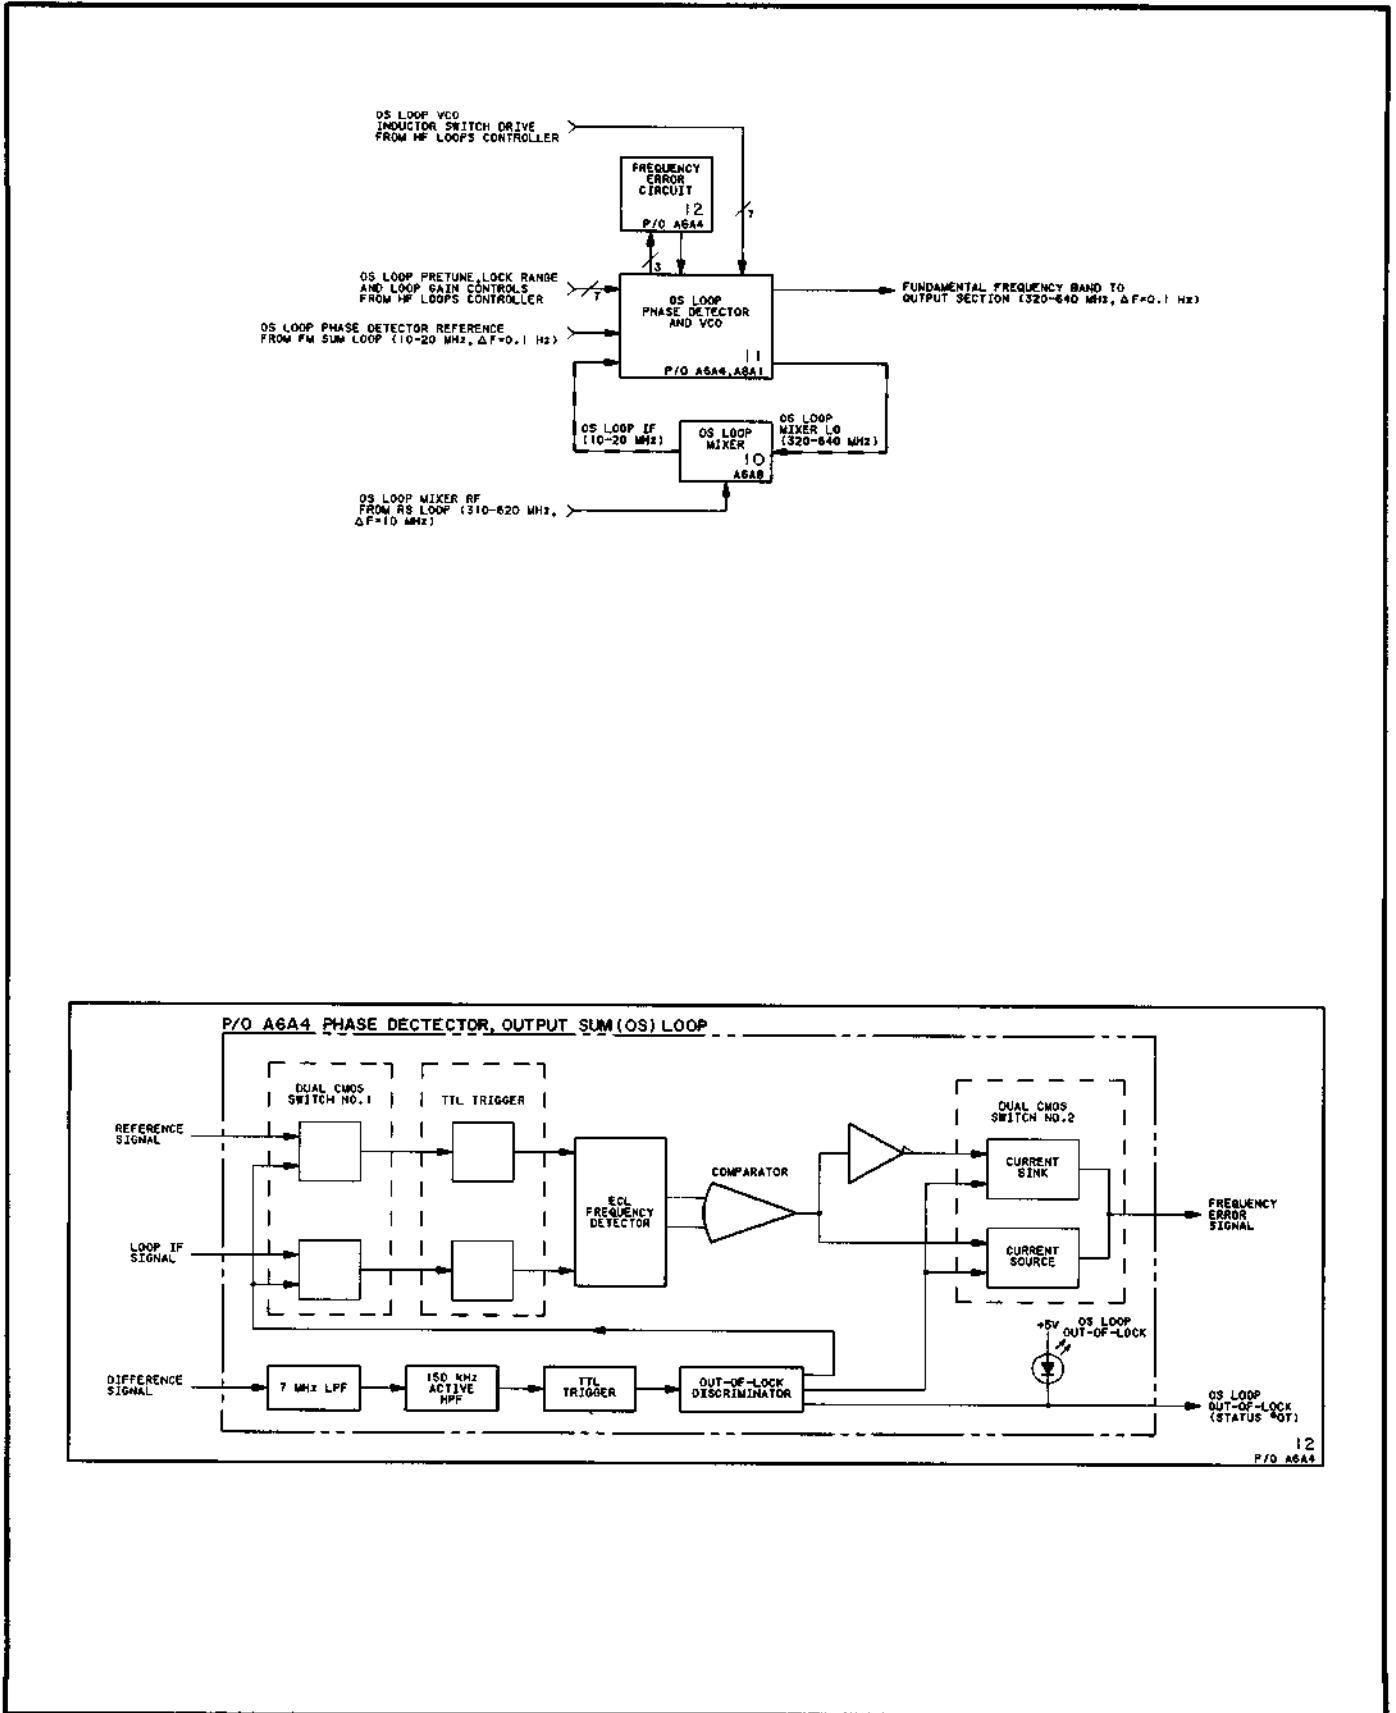 OS LOOP VCO
INDUCTOR SWITCH DRIVE
FROM HF LOOPS CONTROLLER
FREQUENCY
ERROR
CIRCUIT
12
P/O A6A4
7
3
OS LOOP PRETUNE, LOCK RANGE
AND LOOP GAIN CONTROLS
FROM HF LOOPS CONTROLLER
7
OS LOOP
PHASE DETECTOR
AND VCO
11
P/O A6A4, A8A1
FUNDAMENTAL FREQUENCY BAND TO
OUTPUT SECTION (320-640 MHz, ΔF=0.1 Hz)
OS LOOP PHASE DETECTOR REFERENCE
FROM FM SUM LOOP (10-20 MHz, ΔF=0.1 Hz)
OS LOOP IF
(10-20 MHz)
OS LOOP
MIXER
10
A6A8
OS LOOP
MIXER LO
(320-640 MHz)
OS LOOP MIXER RF
FROM RS LOOP (310-620 MHz,
ΔF=10 MHz)
P/O A6A4 PHASE DECTECTOR, OUTPUT SUM(OS) LOOP
DUAL CMOS
SWITCH NO.1
TTL TRIGGER
DUAL CMOS
SWITCH NO.2
REFERENCE
SIGNAL
ECL
FREQUENCY
DETECTOR
COMPARATOR
CURRENT
SINK
FREQUENCY
ERROR
SIGNAL
LOOP IF
SIGNAL
CURRENT
SOURCE
+5V
OS LOOP
OUT-OF-LOCK
DIFFERENCE
SIGNAL
7 MHz LPF
150 kHz
ACTIVE
HPF
TTL
TRIGGER
OUT-OF-LOCK
DISCRIMINATOR
OS LOOP
OUT-OF-LOCK
(STATUS #07)
12
P/O A6A4